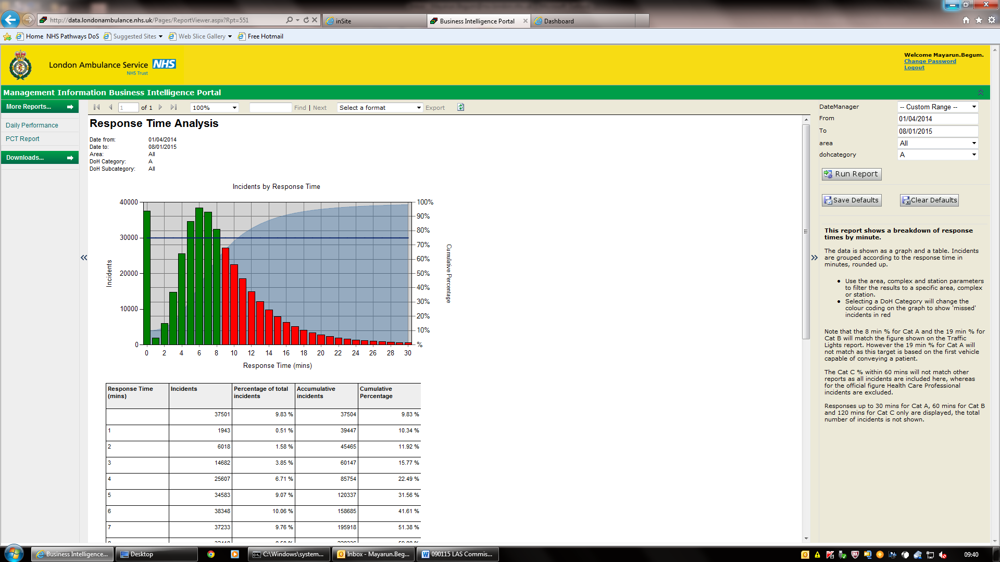 http://data.londonambulance.nhs.uk/Pages/ReportViewer.aspx?Rpt=551
inSite
Business Intelligence Portal
Dashboard
Home
NHS Pathways DoS
Suggested Sites
Web Slice Gallery
Free Hotmail
London Ambulance Service NHS
NHS Trust
Welcome Mayarun.Begum.
Change Password
Logout
Management Information Business Intelligence Portal
More Reports...
Daily Performance
PCT Report
Downloads...
1 of 1
100%
Find | Next
Select a format
Export
Response Time Analysis
Date from: 01/04/2014
Date to: 08/01/2015
Area: All
DoH Category: A
DoH Subcategory: All
Incidents by Response Time
40000
30000
20000
10000
0
Incidents
100%
90%
80%
70%
60%
50%
40%
30%
20%
10%
%
Cumulative Percentage
0 2 4 6 8 10 12 14 16 18 20 22 24 26 28 30
Response Time (mins)
Response Time (mins) Incidents Percentage of total incidents Accumulative incidents Cumulative Percentage
37501 9.83 % 37504 9.83 %
1 1943 0.51 % 39447 10.34 %
2 6018 1.58 % 45465 11.92 %
3 14682 3.85 % 60147 15.77 %
4 25607 6.71 % 85754 22.49 %
5 34583 9.07 % 120337 31.56 %
6 38348 10.06 % 158685 41.61 %
7 37233 9.76 % 195918 51.38 %
DateManager -- Custom Range --
From 01/04/2014
To 08/01/2015
area All
dohcategory A
Run Report
Save Defaults
Clear Defaults
This report shows a breakdown of response
times by minute.
The data is shown as a graph and a table. Incidents
are grouped according to the response time in
minutes, rounded up.
Use the area, complex and station parameters
to filter the results to a specific area, complex
or station.
Selecting a DoH Category will change the
colour coding on the graph to show 'missed'
incidents in red
Note that the 8 min % for Cat A and the 19 min % for
Cat B will match the figure shown on the Traffic
Lights report. However the 19 min % for Cat A will
not match as this target is based on the first vehicle
capable of conveying a patient.
The Cat C % within 60 mins will not match other
reports as all incidents are included here, whereas
for the official figure Health Care Professional
incidents are excluded.
Responses up to 30 mins for Cat A, 60 mins for Cat B
and 120 mins for Cat C only are displayed, the total
number of incidents is not shown.
Business Intelligence...
Desktop
C:\Windows\system...
Inbox - Mayarun.Beg...
090115 LAS Commis...
09:40